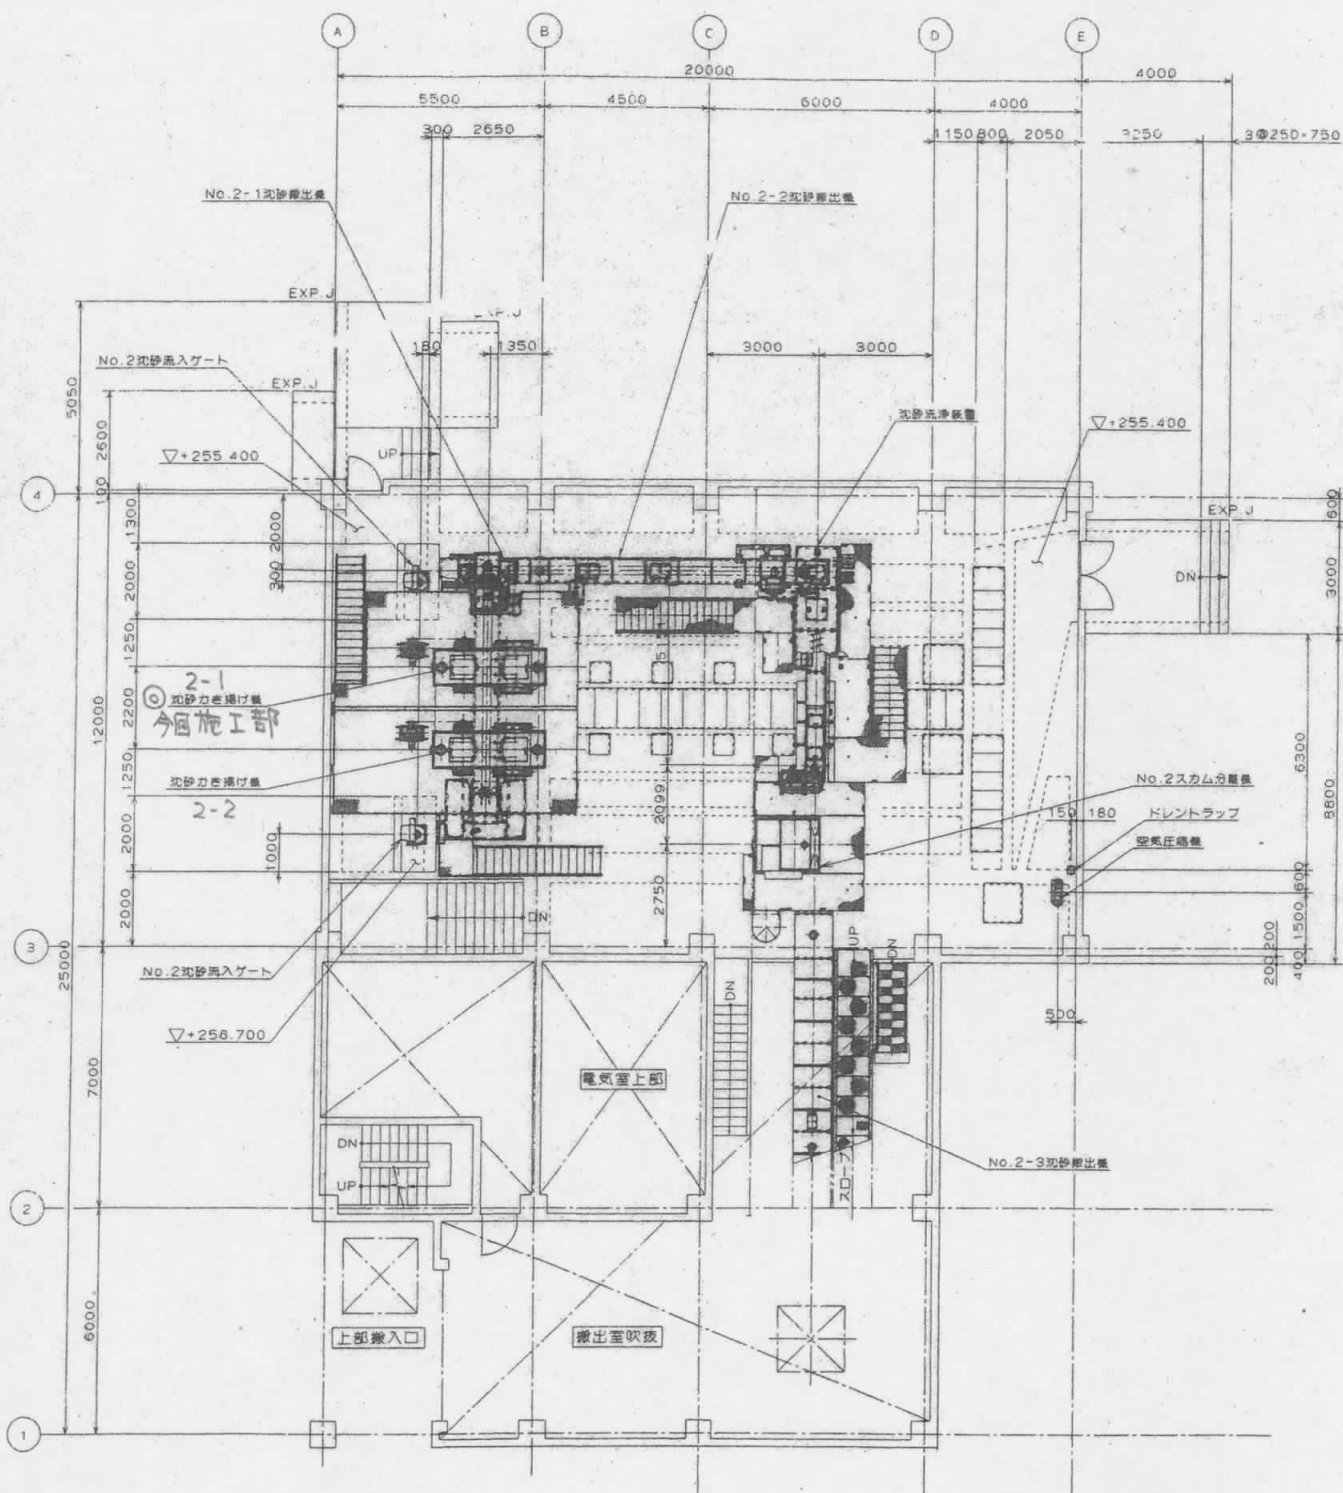 A B C D E
20000 4000
5500 4500 6000 4000
300 2650 1150 800 2050 3250 3@250=750
No.2-1沈砂搬出機
No.2-2沈砂搬出機
EXP.J
180 1350
3000 3000
No.2沈砂流入ゲート
EXP.J
沈砂洗浄装置
▽+255.400
5050
2600
100
UP
▽+255.400
4
EXP.J
600
3000
DN
1300
2000
300
2000
1250
2-1
◎沈砂かき揚げ機
今回施工部
2200
12000
1250
沈砂かき揚げ機
2-2
2000
1000
2000
6300
8800
2099
2750
No.2スカム分離機
150 180
ドレントラップ
空気圧縮機
600
1500
400
200
200
500
DN
3
25000
No.2沈砂流入ゲート
▽+256.700
7000
UP
DN
DN
電気室上部
DN
UP
No.2-3沈砂搬出機
スロープ
2
6000
上部搬入口
搬出室吹抜
1